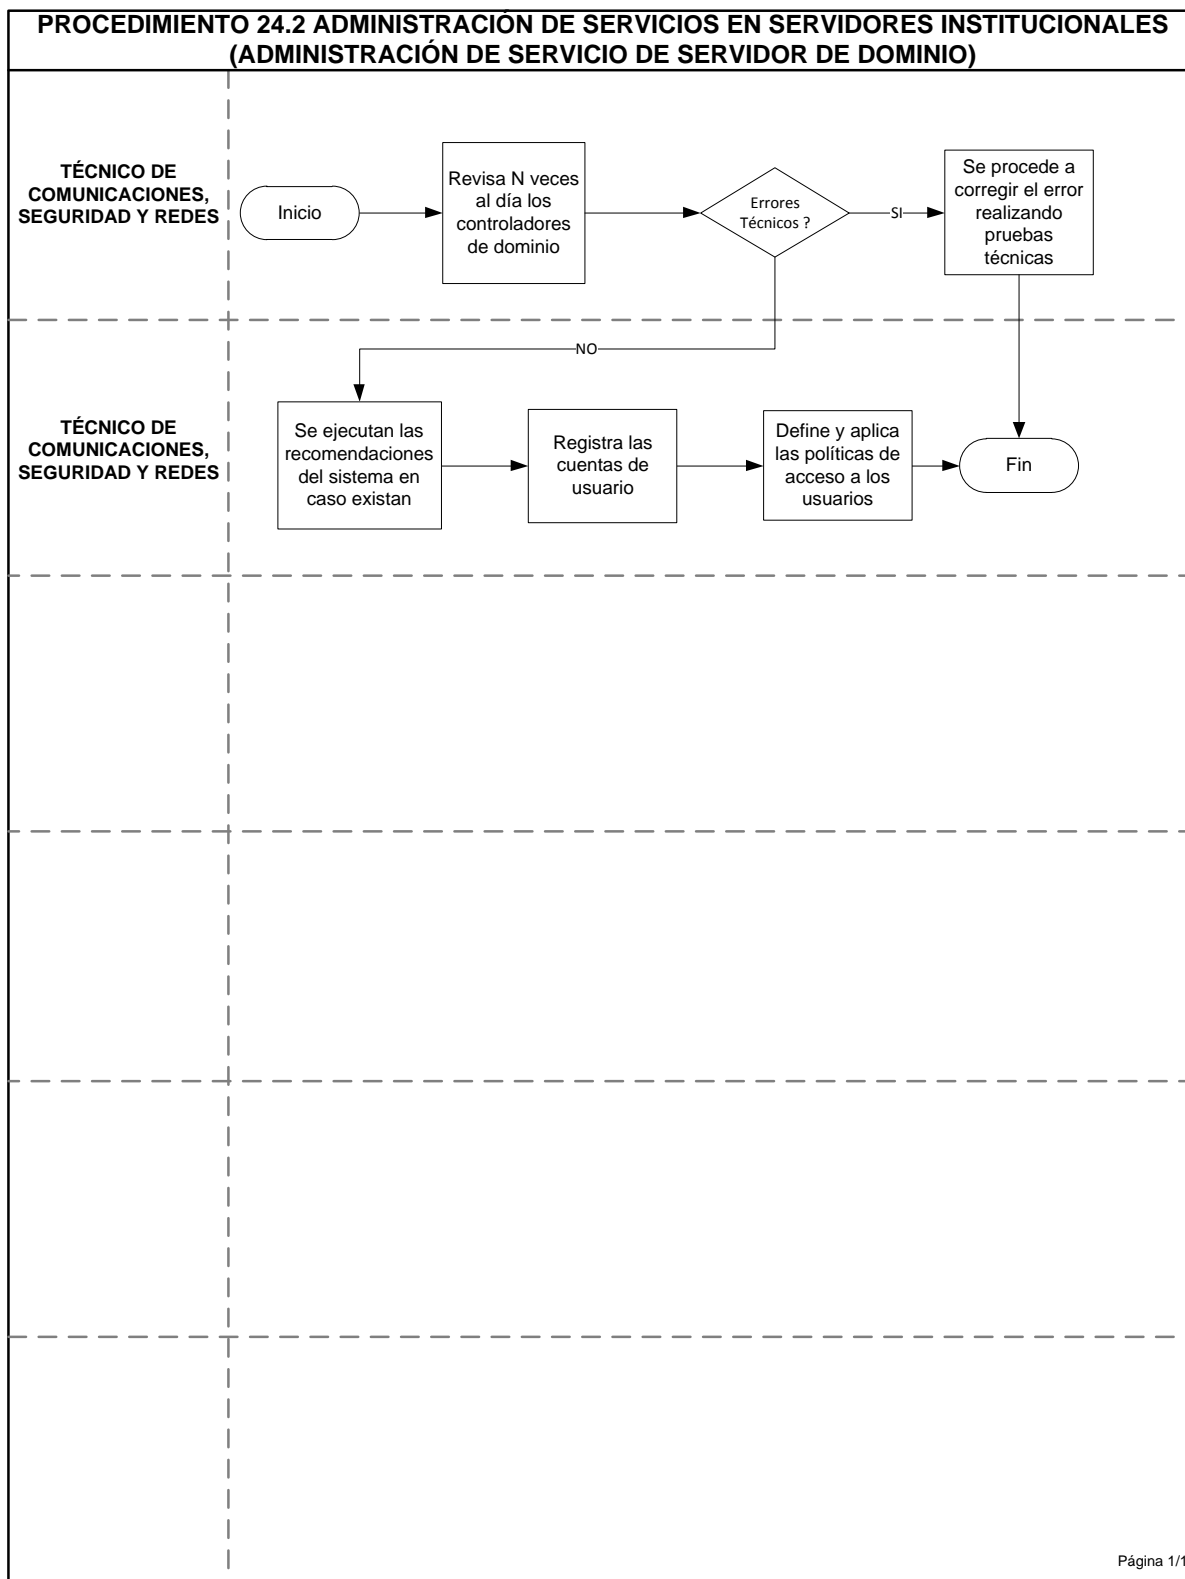 PROCEDIMIENTO 24.2 ADMINISTRACIÓN DE SERVICIOS EN SERVIDORES INSTITUCIONALES
(ADMINISTRACIÓN DE SERVICIO DE SERVIDOR DE DOMINIO)
TÉCNICO DE
COMUNICACIONES,
SEGURIDAD Y REDES
Inicio
Revisa N veces
al día los
controladores
de dominio
Errores
Técnicos ?
SI
Se procede a
corregir el error
realizando
pruebas
técnicas
NO
TÉCNICO DE
COMUNICACIONES,
SEGURIDAD Y REDES
Se ejecutan las
recomendaciones
del sistema en
caso existan
Registra las
cuentas de
usuario
Define y aplica
las políticas de
acceso a los
usuarios
Fin
Página 1/1